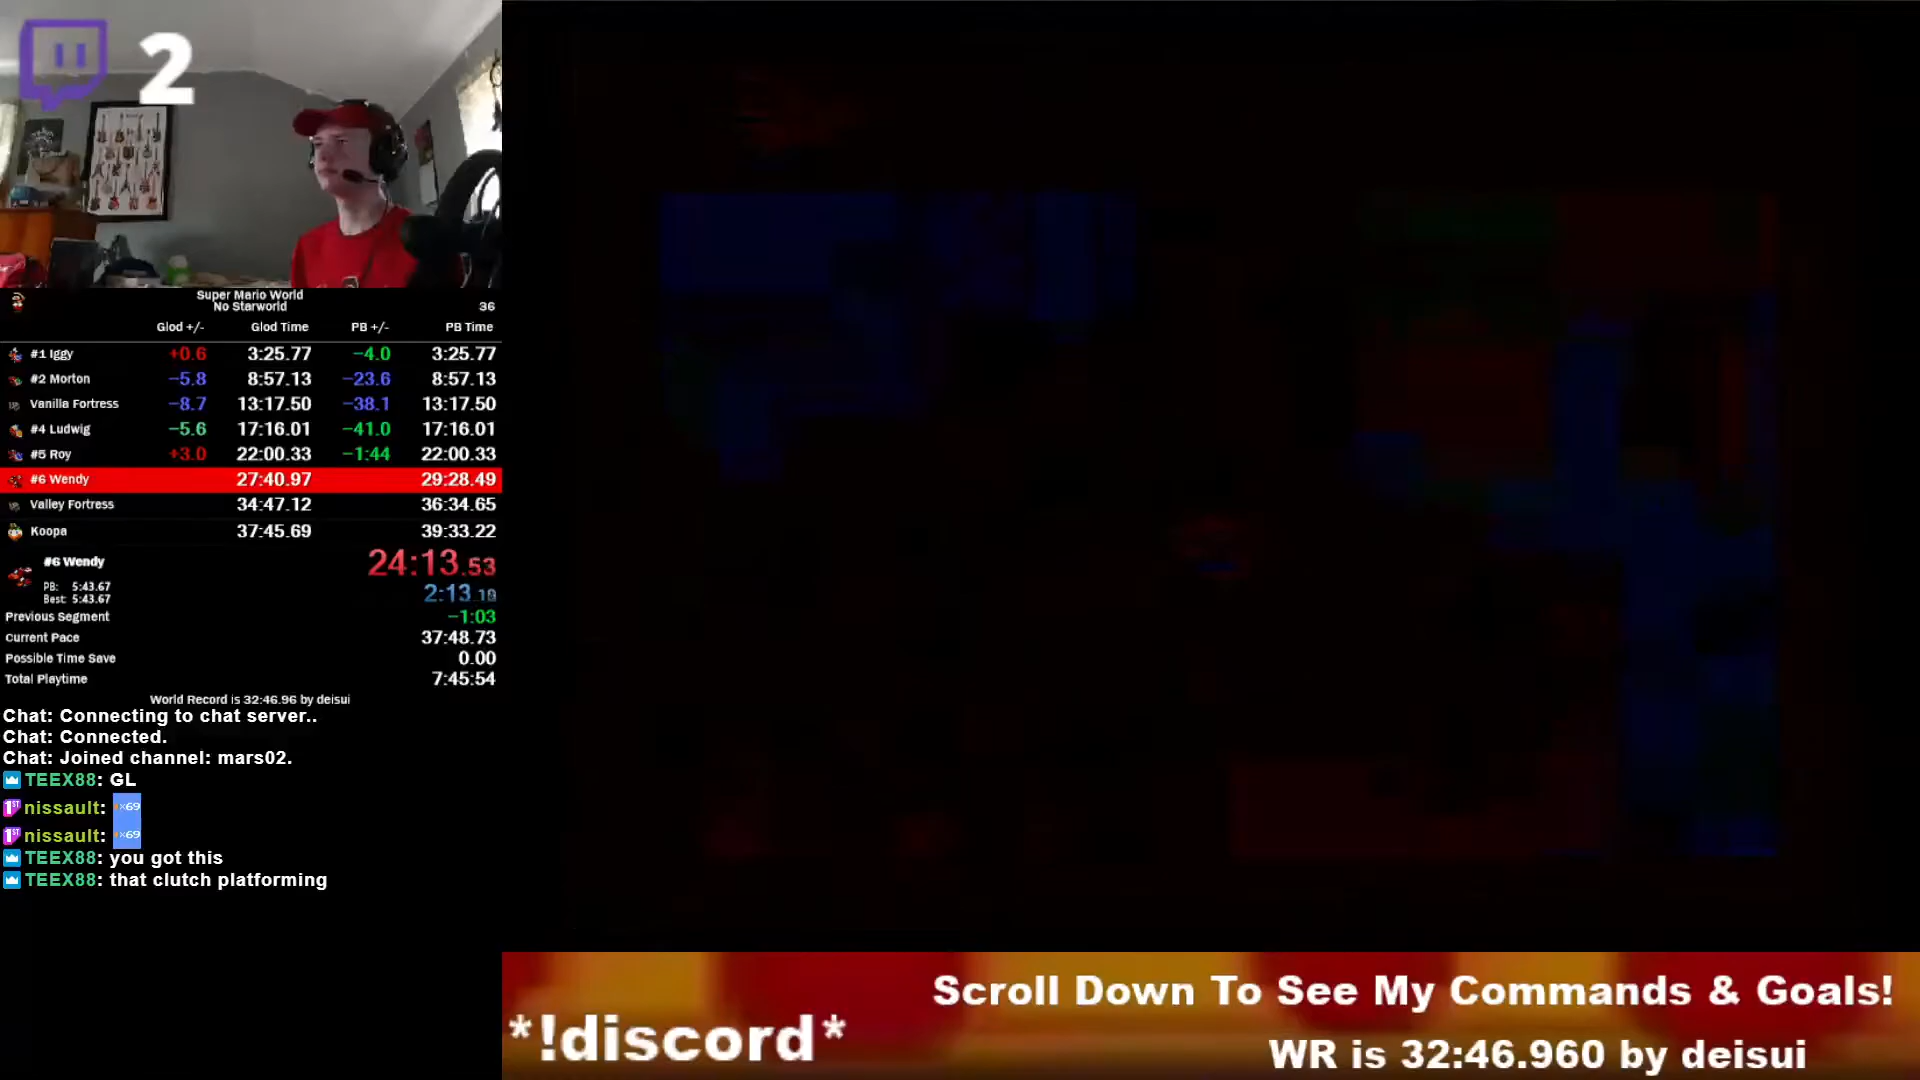 2
Super Mario World
No Starworld
36
Glod +/- Glod Time PB +/- PB Time
#1 Iggy +0.6 3:25.77 −4.0 3:25.77
#2 Morton −5.8 8:57.13 −23.6 8:57.13
Vanilla Fortress −8.7 13:17.50 −38.1 13:17.50
#4 Ludwig −5.6 17:16.01 −41.0 17:16.01
#5 Roy +3.0 22:00.33 −1:44 22:00.33
#6 Wendy 27:40.97 29:28.49
Valley Fortress 34:47.12 36:34.65
Koopa 37:45.69 39:33.22
#6 Wendy 24:13.53
PB: 5:43.67
Best: 5:43.67
2:13.19
Previous Segment −1:03
Current Pace 37:48.73
Possible Time Save 0.00
Total Playtime 7:45:54
World Record is 32:46.96 by deisui
Chat: Connecting to chat server..
Chat: Connected.
Chat: Joined channel: mars02.
TEEX88: GL
1ST nissault: ×69
1ST nissault: ×69
TEEX88: you got this
TEEX88: that clutch platforming
Scroll Down To See My Commands & Goals!
*!discord*
WR is 32:46.960 by deisui